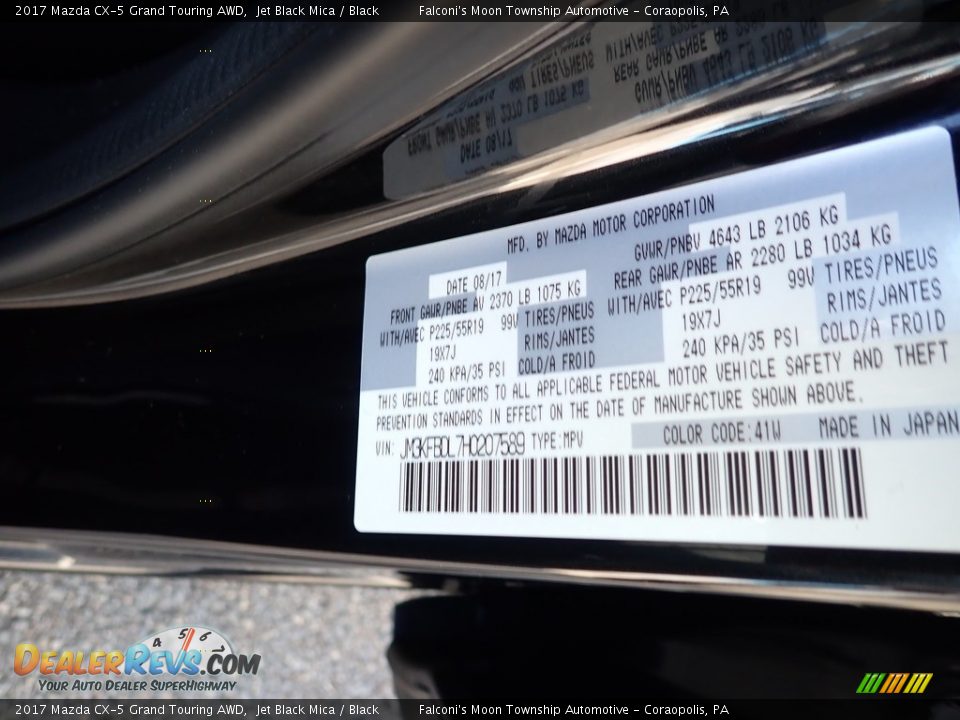 2017 Mazda CX-5 Grand Touring AWD, Jet Black Mica / Black Falconi's Moon Township Automotive - Coraopolis, PA
MFD. BY MAZDA MOTOR CORPORATION
DATE 08/17 GVWR/PNBV 4643 LB 2106 KG
FRONT GAWR/PNBE AV 2370 LB 1075 KG REAR GAWR/PNBE AR 2280 LB 1034 KG
WITH/AVEC P225/55R19 99V TIRES/PNEUS WITH/AVEC P225/55R19 99V TIRES/PNEUS
19X7J RIMS/JANTES 19X7J RIMS/JANTES
240 KPA/35 PSI COLD/A FROID 240 KPA/35 PSI COLD/A FROID
THIS VEHICLE CONFORMS TO ALL APPLICABLE FEDERAL MOTOR VEHICLE SAFETY AND THEFT
PREVENTION STANDARDS IN EFFECT ON THE DATE OF MANUFACTURE SHOWN ABOVE.
VIN: JM3KFBDL7H0207589 TYPE:MPV COLOR CODE:41W MADE IN JAPAN
4 5 6
DEALERREVS.COM
YOUR AUTO DEALER SUPERHIGHWAY
2017 Mazda CX-5 Grand Touring AWD, Jet Black Mica / Black Falconi's Moon Township Automotive - Coraopolis, PA